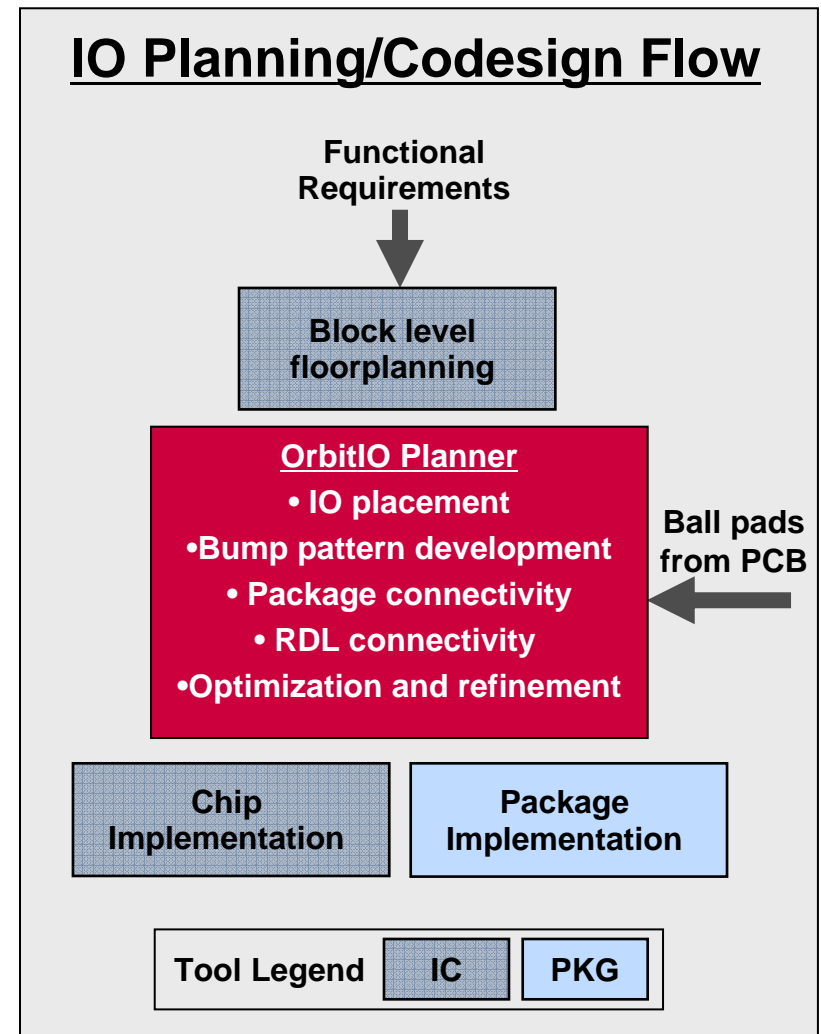 IO Planning/Codesign Flow
Functional
Requirements
Block level
floorplanning
OrbitIO Planner
• IO placement
•Bump pattern development
• Package connectivity
• RDL connectivity
•Optimization and refinement
Ball pads
from PCB
Chip
Implementation
Package
Implementation
Tool Legend IC PKG